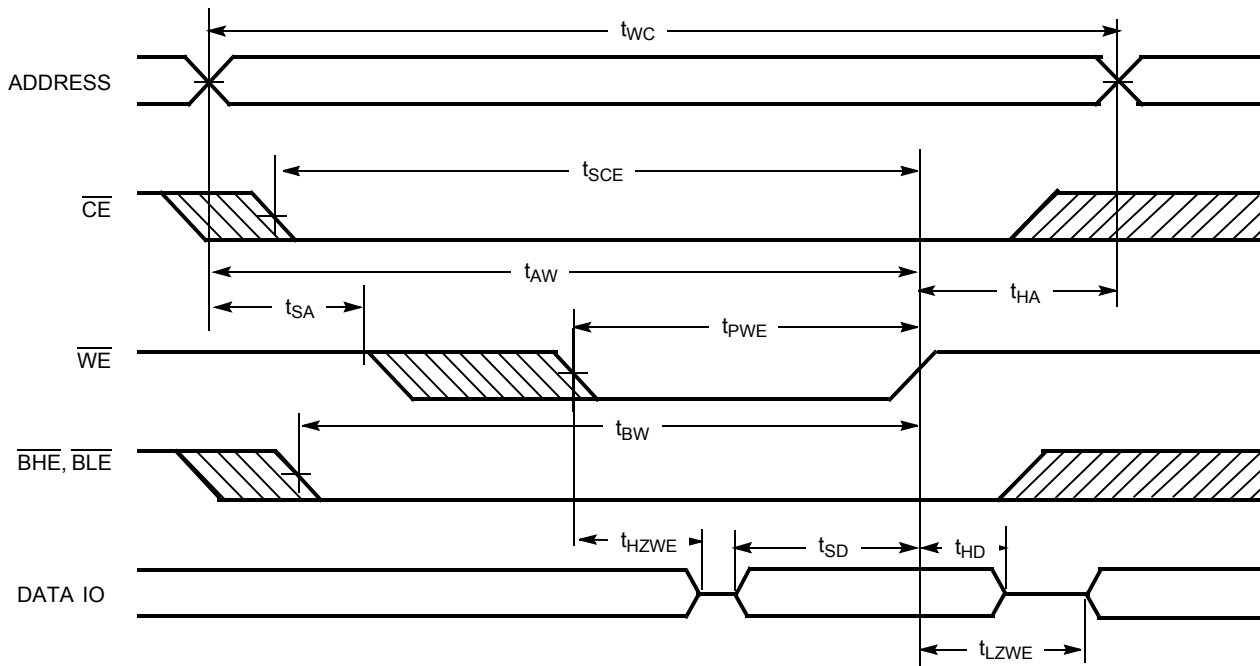 tWC
ADDRESS
tSCE
CE
tAW
tHA
tSA
tPWE
WE
tBW
BHE, BLE
tHZWE
tSD
tHD
DATA IO
tLZWE